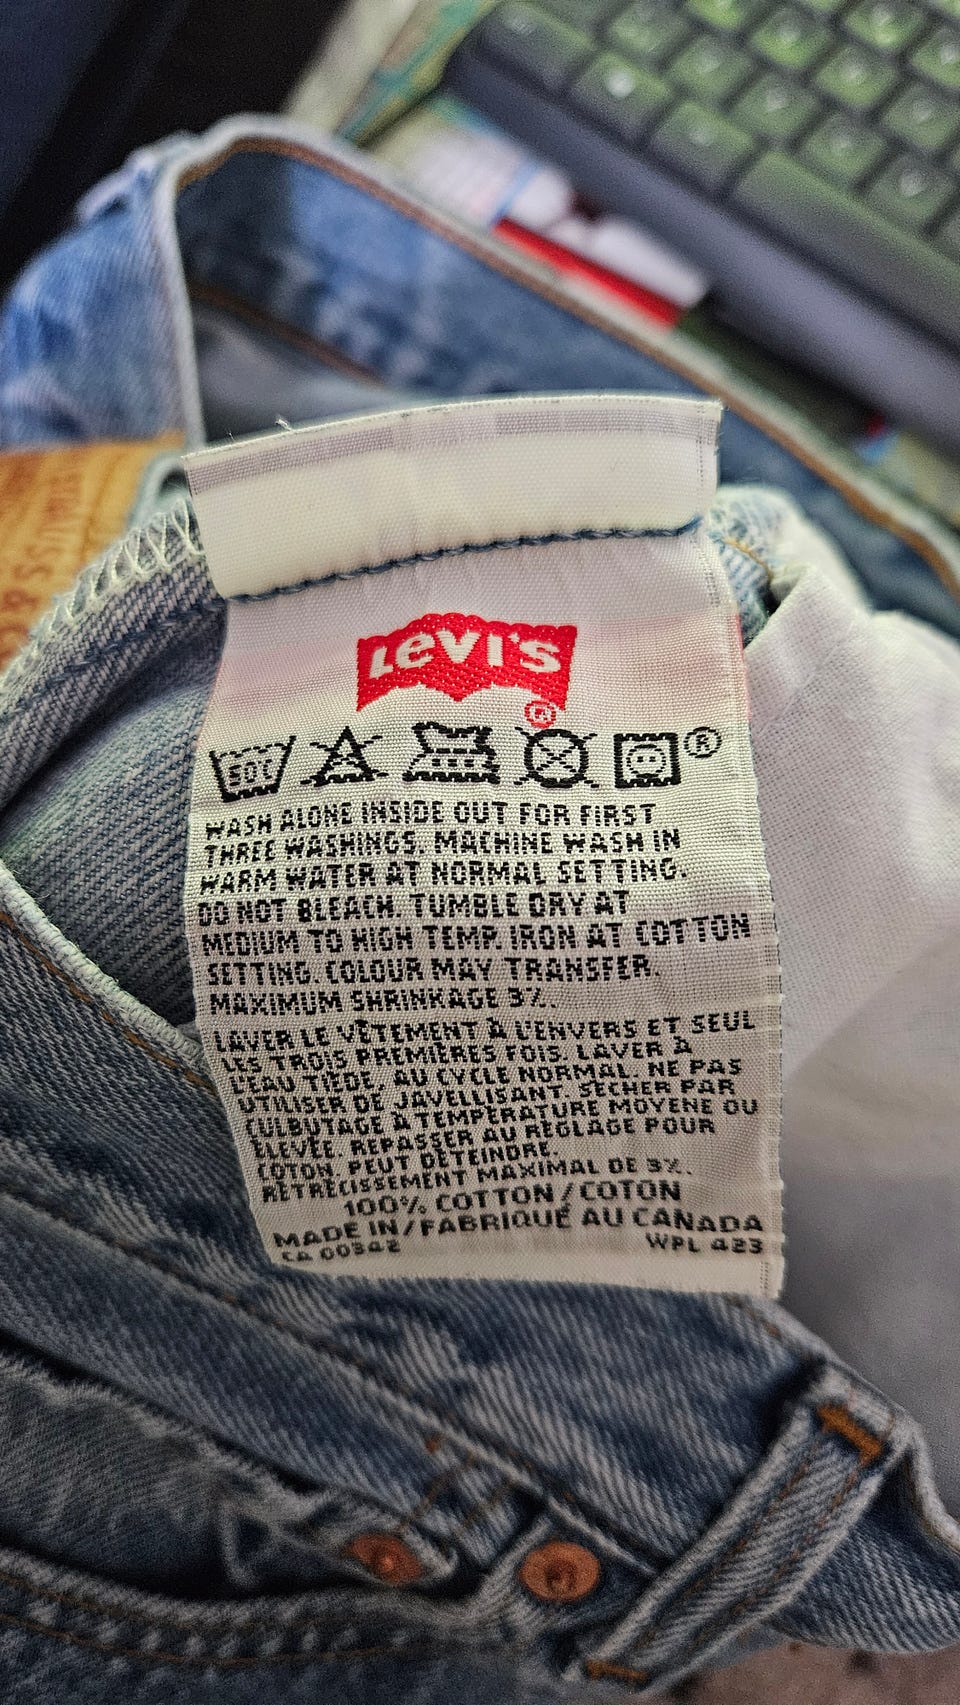 Levi's
®
50C
®
WASH ALONE INSIDE OUT FOR FIRST
THREE WASHINGS. MACHINE WASH IN
WARM WATER AT NORMAL SETTING.
DO NOT BLEACH. TUMBLE DRY AT
MEDIUM TO HIGH TEMP. IRON AT COTTON
SETTING. COLOUR MAY TRANSFER.
MAXIMUM SHRINKAGE 3%.
LAVER LE VÊTEMENT À L'ENVERS ET SEUL
LES TROIS PREMIÈRES FOIS. LAVER À
L'EAU TIÈDE, AU CYCLE NORMAL. NE PAS
UTILISER DE JAVELLISANT. SÉCHER PAR
CULBUTAGE À TEMPÉRATURE MOYENE OU
ÉLEVÉE. REPASSER AU RÉGLAGE POUR
COTON. PEUT DÉTEINDRE.
RÉTRÉCISSEMENT MAXIMAL DE 3%.
100% COTTON / COTON
MADE IN / FABRIQUÉ AU CANADA
CA 00342 WPL 423